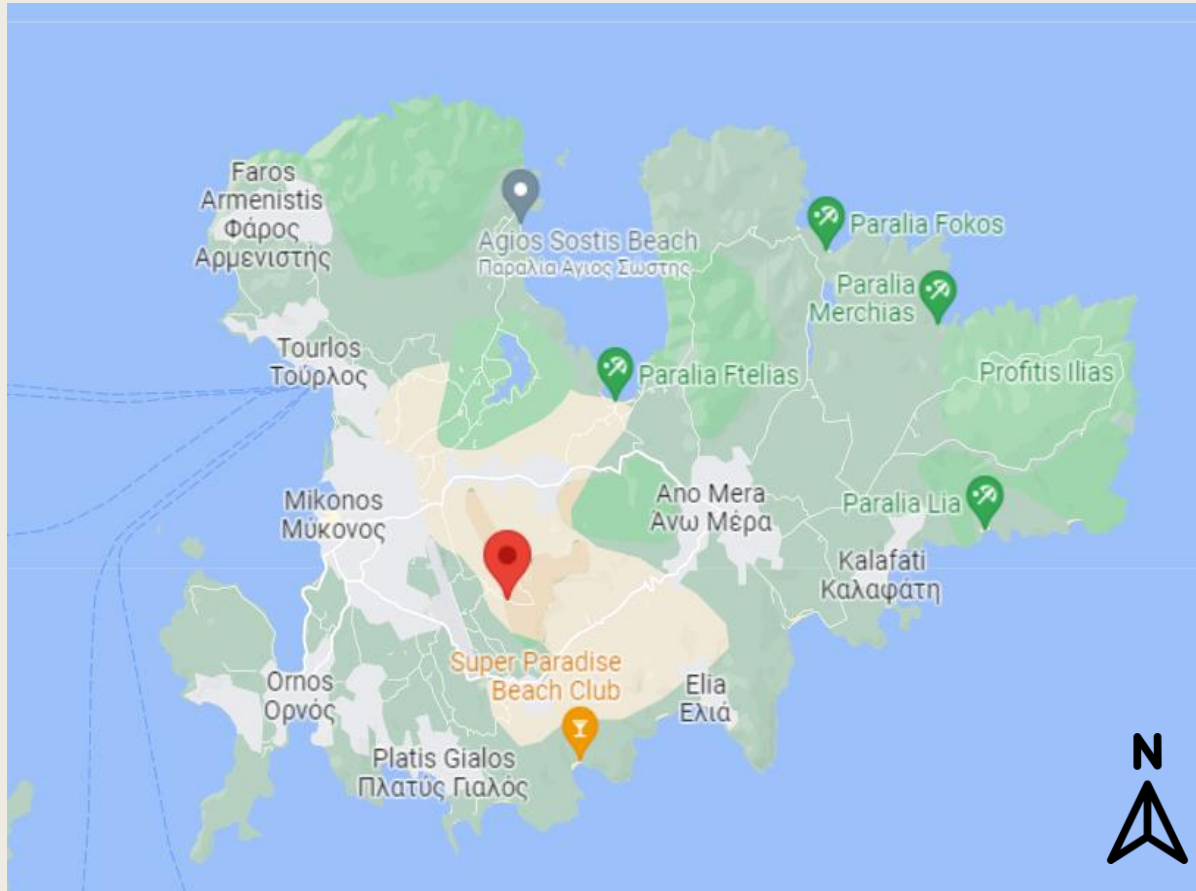 Faros
Armenistis
Φάρος
Αρμενιστής
Agios Sostis Beach
Παραλία Άγιος Σώστης
Paralia Fokos
Paralia
Merchias
Tourlos
Τούρλος
Paralia Ftelias
Profitis Ilias
Mikonos
Μύκονος
Ano Mera
Άνω Μέρα
Paralia Lia
Kalafati
Καλαφάτη
Super Paradise
Beach Club
Ornos
Ορνός
Elia
Ελιά
Platis Gialos
Πλατύς Γιαλός
N